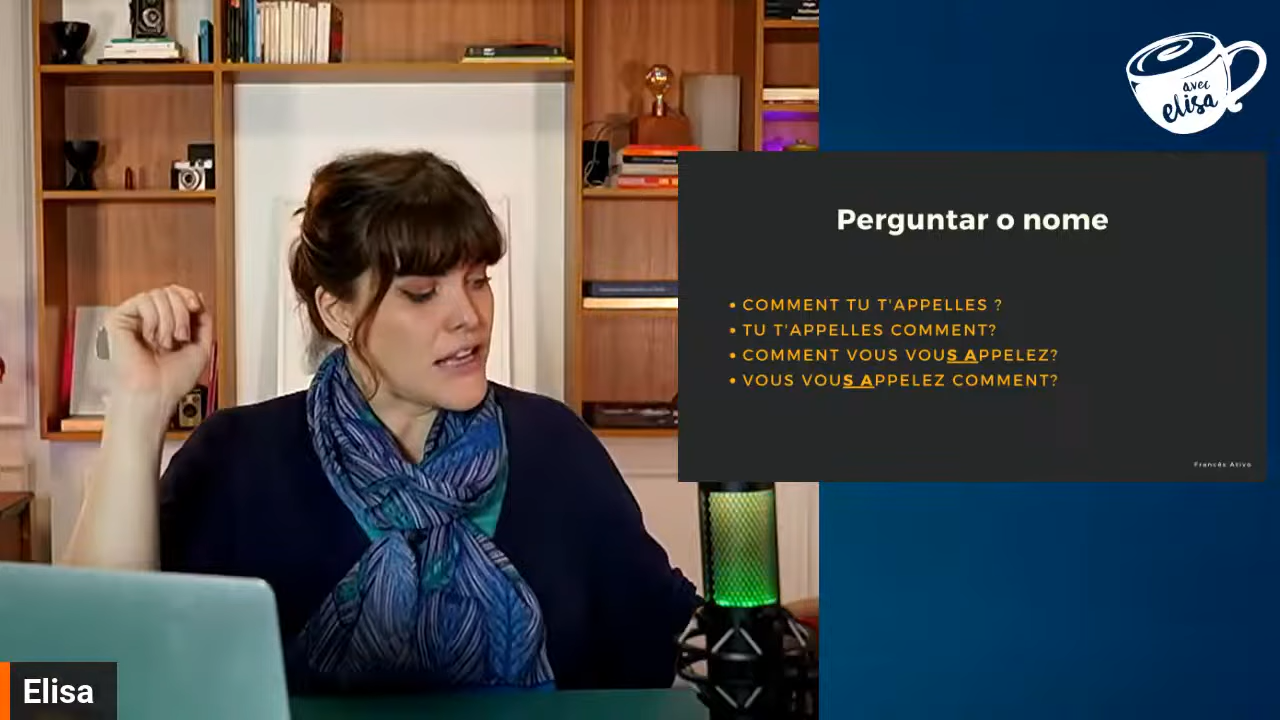 avec
elisa
Perguntar o nome
• COMMENT TU T'APPELLES ?
• TU T'APPELLES COMMENT?
• COMMENT VOUS VOUS APPELEZ?
• VOUS VOUS APPELEZ COMMENT?
Francês Ativo
Elisa